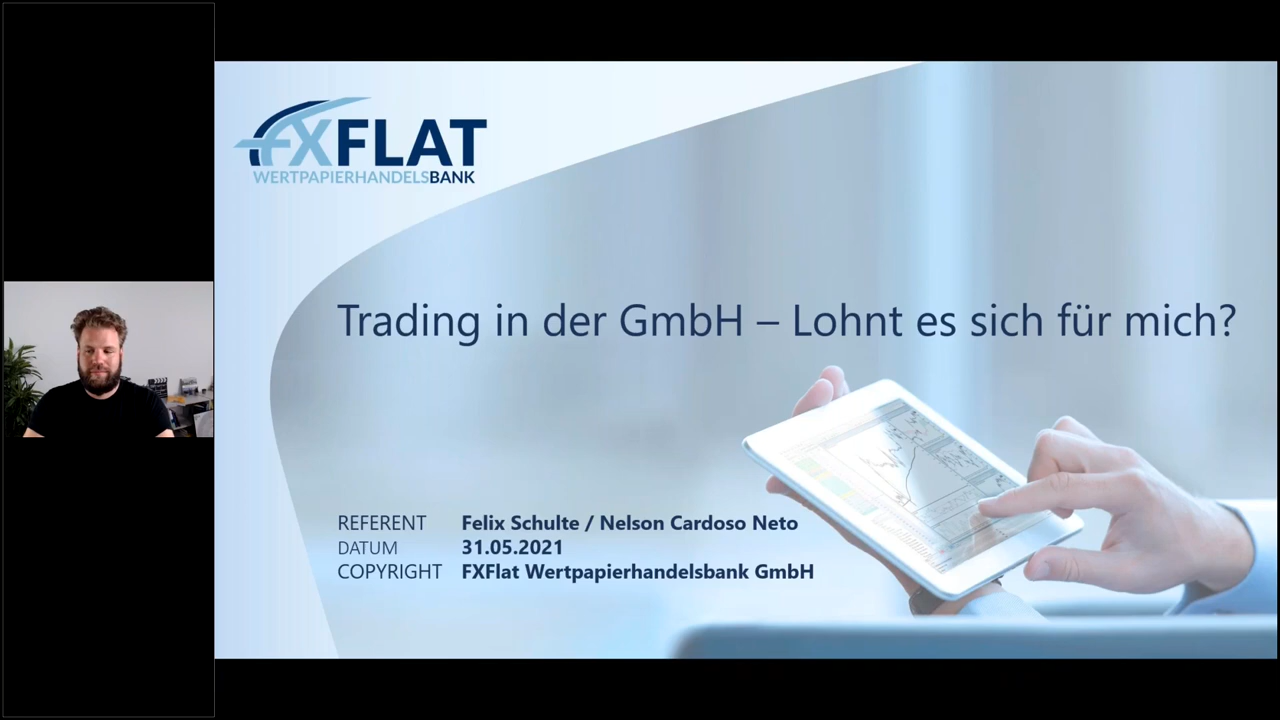 FXFLAT
WERTPAPIERHANDELSBANK
Trading in der GmbH – Lohnt es sich für mich?
REFERENT Felix Schulte / Nelson Cardoso Neto
DATUM 31.05.2021
COPYRIGHT FXFlat Wertpapierhandelsbank GmbH